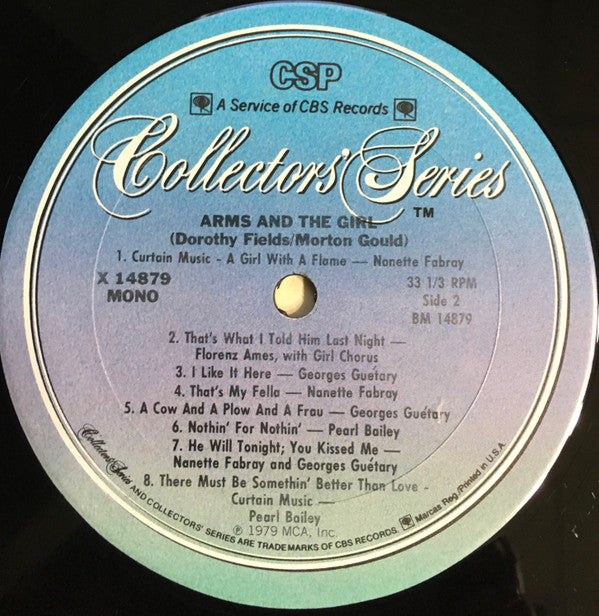 CSP
A Service of CBS Records
Collectors' Series
™
ARMS AND THE GIRL
(Dorothy Fields/Morton Gould)
1. Curtain Music - A Girl With A Flame — Nanette Fabray
X 14879
MONO
33 1/3 RPM
Side 2
BM 14879
2. That's What I Told Him Last Night —
Florenz Ames, with Girl Chorus
3. I Like It Here — Georges Guetary
4. That's My Fella — Nanette Fabray
5. A Cow And A Plow And A Frau — Georges Guétary
6. Nothin' For Nothin' — Pearl Bailey
7. He Will Tonight; You Kissed Me —
Nanette Fabray and Georges Guétary
8. There Must Be Somethin' Better Than Love -
Curtain Music —
Pearl Bailey
℗ 1979 MCA, Inc.
Collectors' Series AND COLLECTORS' SERIES ARE TRADEMARKS OF CBS RECORDS. Marcas Reg./Printed in U.S.A.